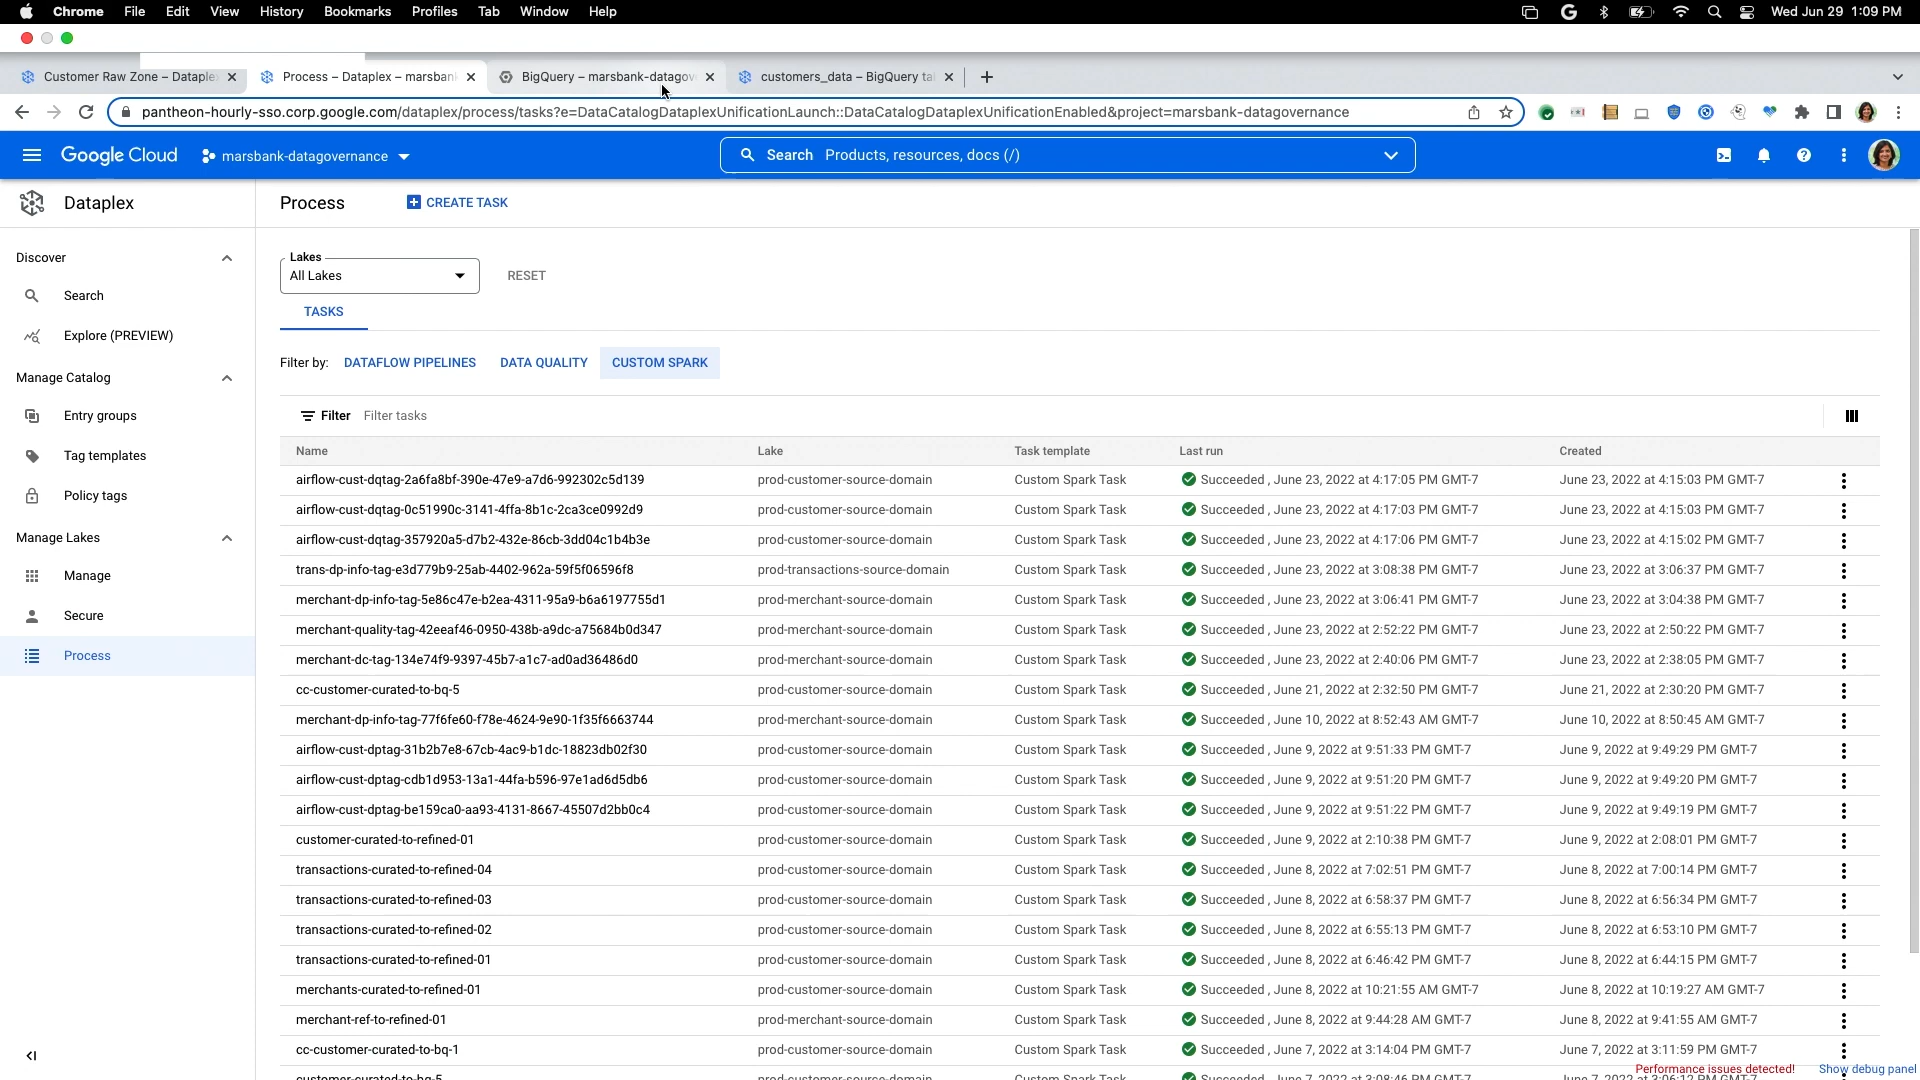 Chrome File Edit View History Bookmarks Profiles Tab Window Help Wed Jun 29 1:09 PM
Customer Raw Zone – Dataplex Process – Dataplex – marsbank BigQuery – marsbank-datagov customers_data – BigQuery ta
pantheon-hourly-sso.corp.google.com/dataplex/process/tasks?e=DataCatalogDataplexUnificationLaunch::DataCatalogDataplexUnificationEnabled&project=marsbank-datagovernance
Google Cloud marsbank-datagovernance Search Products, resources, docs (/)
Dataplex
Process CREATE TASK
Discover
Search
Explore (PREVIEW)
Manage Catalog
Entry groups
Tag templates
Policy tags
Manage Lakes
Manage
Secure
Process
Lakes
All Lakes RESET
TASKS
Filter by: DATAFLOW PIPELINES DATA QUALITY CUSTOM SPARK
Filter Filter tasks
Name Lake Task template Last run Created
airflow-cust-dqtag-2a6fa8bf-390e-47e9-a7d6-992302c5d139 prod-customer-source-domain Custom Spark Task Succeeded , June 23, 2022 at 4:17:05 PM GMT-7 June 23, 2022 at 4:15:03 PM GMT-7
airflow-cust-dqtag-0c51990c-3141-4ffa-8b1c-2ca3ce0992d9 prod-customer-source-domain Custom Spark Task Succeeded , June 23, 2022 at 4:17:03 PM GMT-7 June 23, 2022 at 4:15:03 PM GMT-7
airflow-cust-dqtag-357920a5-d7b2-432e-86cb-3dd04c1b4b3e prod-customer-source-domain Custom Spark Task Succeeded , June 23, 2022 at 4:17:06 PM GMT-7 June 23, 2022 at 4:15:02 PM GMT-7
trans-dp-info-tag-e3d779b9-25ab-4402-962a-59f5f06596f8 prod-transactions-source-domain Custom Spark Task Succeeded , June 23, 2022 at 3:08:38 PM GMT-7 June 23, 2022 at 3:06:37 PM GMT-7
merchant-dp-info-tag-5e86c47e-b2ea-4311-95a9-b6a6197755d1 prod-merchant-source-domain Custom Spark Task Succeeded , June 23, 2022 at 3:06:41 PM GMT-7 June 23, 2022 at 3:04:38 PM GMT-7
merchant-quality-tag-42eeaf46-0950-438b-a9dc-a75684b0d347 prod-merchant-source-domain Custom Spark Task Succeeded , June 23, 2022 at 2:52:22 PM GMT-7 June 23, 2022 at 2:50:22 PM GMT-7
merchant-dc-tag-134e74f9-9397-45b7-a1c7-ad0ad36486d0 prod-merchant-source-domain Custom Spark Task Succeeded , June 23, 2022 at 2:40:06 PM GMT-7 June 23, 2022 at 2:38:05 PM GMT-7
cc-customer-curated-to-bq-5 prod-customer-source-domain Custom Spark Task Succeeded , June 21, 2022 at 2:32:50 PM GMT-7 June 21, 2022 at 2:30:20 PM GMT-7
merchant-dp-info-tag-77f6fe60-f78e-4624-9e90-1f35f6663744 prod-merchant-source-domain Custom Spark Task Succeeded , June 10, 2022 at 8:52:43 AM GMT-7 June 10, 2022 at 8:50:45 AM GMT-7
airflow-cust-dptag-31b2b7e8-67cb-4ac9-b1dc-18823db02f30 prod-customer-source-domain Custom Spark Task Succeeded , June 9, 2022 at 9:51:33 PM GMT-7 June 9, 2022 at 9:49:29 PM GMT-7
airflow-cust-dptag-cdb1d953-13a1-44fa-b596-97e1ad6d5db6 prod-customer-source-domain Custom Spark Task Succeeded , June 9, 2022 at 9:51:20 PM GMT-7 June 9, 2022 at 9:49:20 PM GMT-7
airflow-cust-dptag-be159ca0-aa93-4131-8667-45507d2bb0c4 prod-customer-source-domain Custom Spark Task Succeeded , June 9, 2022 at 9:51:22 PM GMT-7 June 9, 2022 at 9:49:19 PM GMT-7
customer-curated-to-refined-01 prod-customer-source-domain Custom Spark Task Succeeded , June 9, 2022 at 2:10:38 PM GMT-7 June 9, 2022 at 2:08:01 PM GMT-7
transactions-curated-to-refined-04 prod-customer-source-domain Custom Spark Task Succeeded , June 8, 2022 at 7:02:51 PM GMT-7 June 8, 2022 at 7:00:14 PM GMT-7
transactions-curated-to-refined-03 prod-customer-source-domain Custom Spark Task Succeeded , June 8, 2022 at 6:58:37 PM GMT-7 June 8, 2022 at 6:56:34 PM GMT-7
transactions-curated-to-refined-02 prod-customer-source-domain Custom Spark Task Succeeded , June 8, 2022 at 6:55:13 PM GMT-7 June 8, 2022 at 6:53:10 PM GMT-7
transactions-curated-to-refined-01 prod-customer-source-domain Custom Spark Task Succeeded , June 8, 2022 at 6:46:42 PM GMT-7 June 8, 2022 at 6:44:15 PM GMT-7
merchants-curated-to-refined-01 prod-customer-source-domain Custom Spark Task Succeeded , June 8, 2022 at 10:21:55 AM GMT-7 June 8, 2022 at 10:19:27 AM GMT-7
merchant-ref-to-refined-01 prod-merchant-source-domain Custom Spark Task Succeeded , June 8, 2022 at 9:44:28 AM GMT-7 June 8, 2022 at 9:41:55 AM GMT-7
cc-customer-curated-to-bq-1 prod-customer-source-domain Custom Spark Task Succeeded , June 7, 2022 at 3:14:04 PM GMT-7 June 7, 2022 at 3:11:59 PM GMT-7
customer-curated-to-bq-5 prod-customer-source-domain Custom Spark Task Succeeded , June 7, 2022 at 3:08:46 PM GMT-7
Performance issues detected! Show debug panel